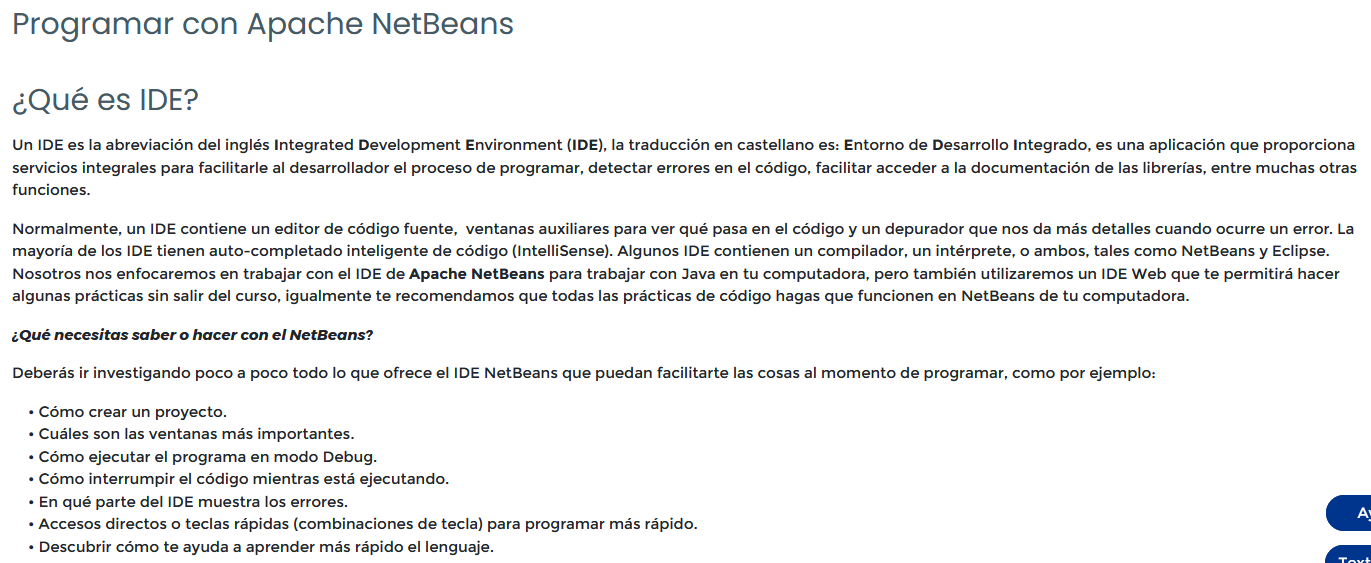 Programar con Apache NetBeans
¿Qué es IDE?
Un IDE es la abreviación del inglés Integrated Development Environment (IDE), la traducción en castellano es: Entorno de Desarrollo Integrado, es una aplicación que proporciona
servicios integrales para facilitarle al desarrollador el proceso de programar, detectar errores en el código, facilitar acceder a la documentación de las librerías, entre muchas otras
funciones.
Normalmente, un IDE contiene un editor de código fuente,  ventanas auxiliares para ver qué pasa en el código y un depurador que nos da más detalles cuando ocurre un error. La
mayoría de los IDE tienen auto-completado inteligente de código (IntelliSense). Algunos IDE contienen un compilador, un intérprete, o ambos, tales como NetBeans y Eclipse.
Nosotros nos enfocaremos en trabajar con el IDE de Apache NetBeans para trabajar con Java en tu computadora, pero también utilizaremos un IDE Web que te permitirá hacer
algunas prácticas sin salir del curso, igualmente te recomendamos que todas las prácticas de código hagas que funcionen en NetBeans de tu computadora.
¿Qué necesitas saber o hacer con el NetBeans?
Deberás ir investigando poco a poco todo lo que ofrece el IDE NetBeans que puedan facilitarte las cosas al momento de programar, como por ejemplo:
• Cómo crear un proyecto.
• Cuáles son las ventanas más importantes.
• Cómo ejecutar el programa en modo Debug.
• Cómo interrumpir el código mientras está ejecutando.
• En qué parte del IDE muestra los errores.
• Accesos directos o teclas rápidas (combinaciones de tecla) para programar más rápido.
• Descubrir cómo te ayuda a aprender más rápido el lenguaje.